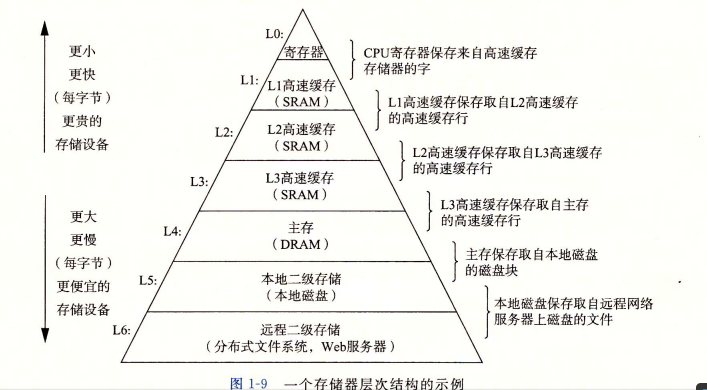 更小
更快
（每字节）
更贵的
存储设备
更大
更慢
（每字节）
更便宜的
存储设备
L0:
寄存器
CPU寄存器保存来自高速缓存
存储器的字
L1:
L1高速缓存
（SRAM）
L1高速缓存保存取自L2高速缓存
的高速缓存行
L2:
L2高速缓存
（SRAM）
L2高速缓存保存取自L3高速缓存
的高速缓存行
L3:
L3高速缓存
（SRAM）
L3高速缓存保存取自主存
的高速缓存行
L4:
主存
（DRAM）
主存保存取自本地磁盘
的磁盘块
L5:
本地二级存储
（本地磁盘）
本地磁盘保存取自远程网络
服务器上磁盘的文件
L6:
远程二级存储
（分布式文件系统，Web服务器）
图 1-9 一个存储器层次结构的示例